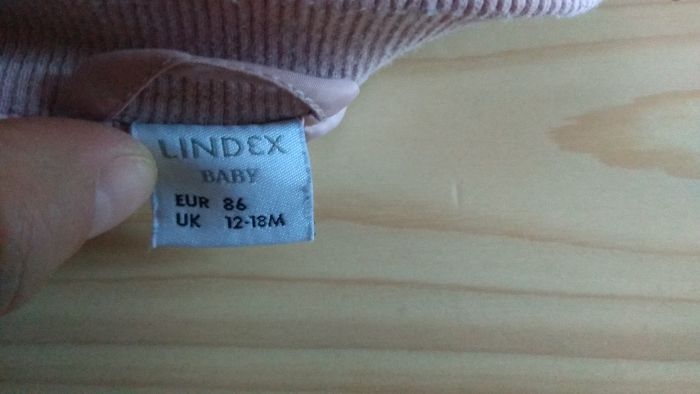 LINDEX
BABY
EUR 86
UK 12-18M